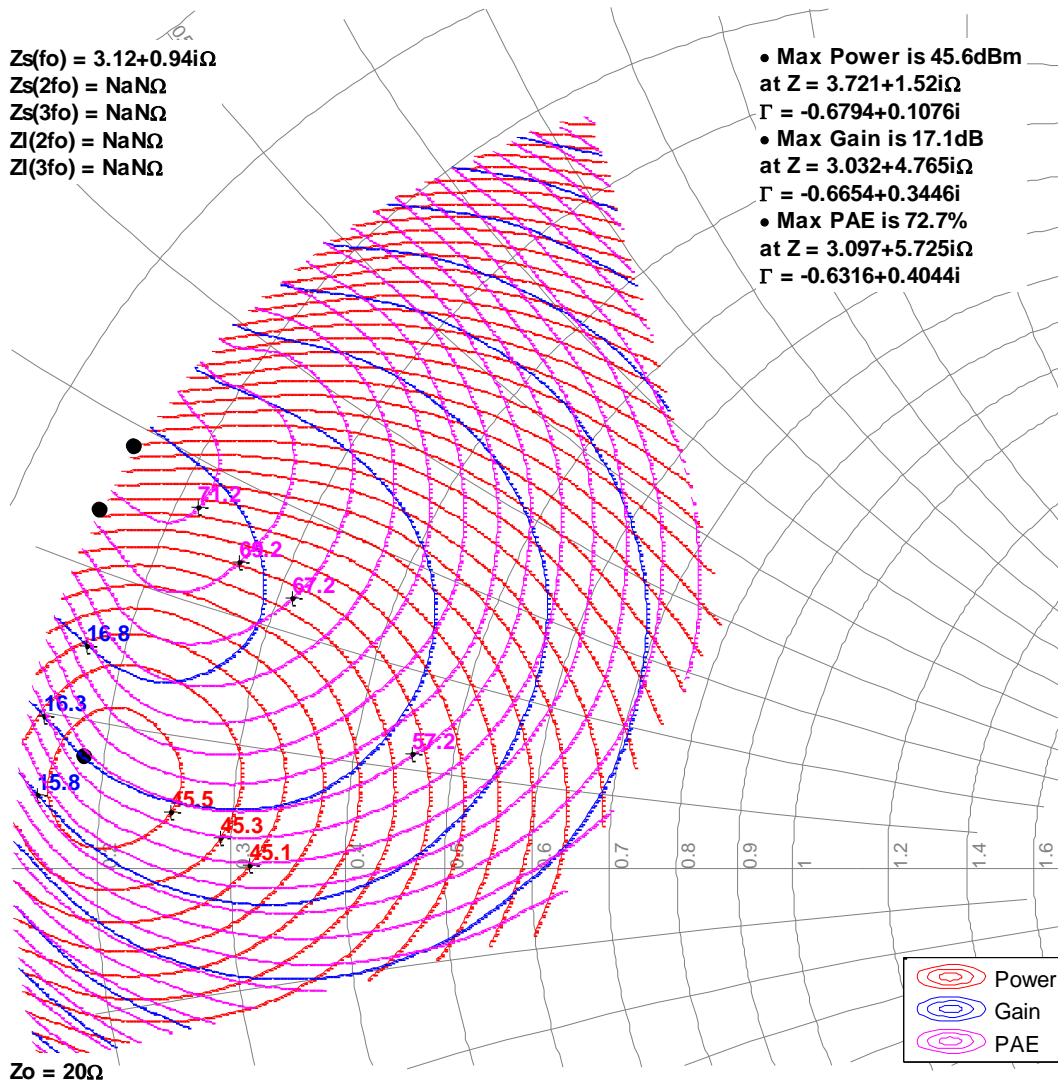 Zs(fo) = 3.12+0.94iΩ
Zs(2fo) = NaNΩ
Zs(3fo) = NaNΩ
Zl(2fo) = NaNΩ
Zl(3fo) = NaNΩ
• Max Power is 45.6dBm
at Z = 3.721+1.52iΩ
Γ = -0.6794+0.1076i
• Max Gain is 17.1dB
at Z = 3.032+4.765iΩ
Γ = -0.6654+0.3446i
• Max PAE is 72.7%
at Z = 3.097+5.725iΩ
Γ = -0.6316+0.4044i
71.2
69.2
67.2
16.8
16.3
57.2
15.8
45.5
45.3
45.1
0.2
0.3
0.4
0.5
0.6
0.7
0.8
0.9
1
1.2
1.4
1.6
Power
Gain
PAE
Zo = 20Ω